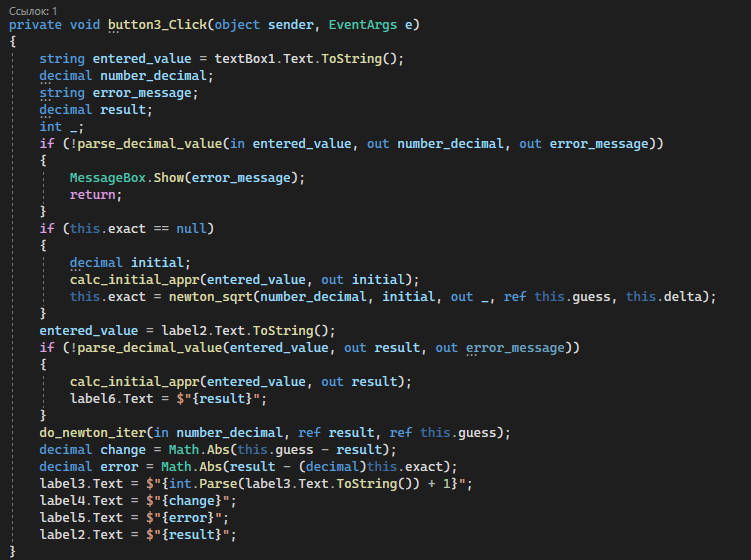 Ссылок: 1
private void button3_Click(object sender, EventArgs e)
{
    string entered_value = textBox1.Text.ToString();
    decimal number_decimal;
    string error_message;
    decimal result;
    int _;
    if (!parse_decimal_value(in entered_value, out number_decimal, out error_message))
    {
        MessageBox.Show(error_message);
        return;
    }
    if (this.exact == null)
    {
        decimal initial;
        calc_initial_appr(entered_value, out initial);
        this.exact = newton_sqrt(number_decimal, initial, out _, ref this.guess, this.delta);
    }
    entered_value = label2.Text.ToString();
    if (!parse_decimal_value(entered_value, out result, out error_message))
    {
        calc_initial_appr(entered_value, out result);
        label6.Text = $"{result}";
    }
    do_newton_iter(in number_decimal, ref result, ref this.guess);
    decimal change = Math.Abs(this.guess - result);
    decimal error = Math.Abs(result - (decimal)this.exact);
    label3.Text = $"{int.Parse(label3.Text.ToString()) + 1}";
    label4.Text = $"{change}";
    label5.Text = $"{error}";
    label2.Text = $"{result}";
}